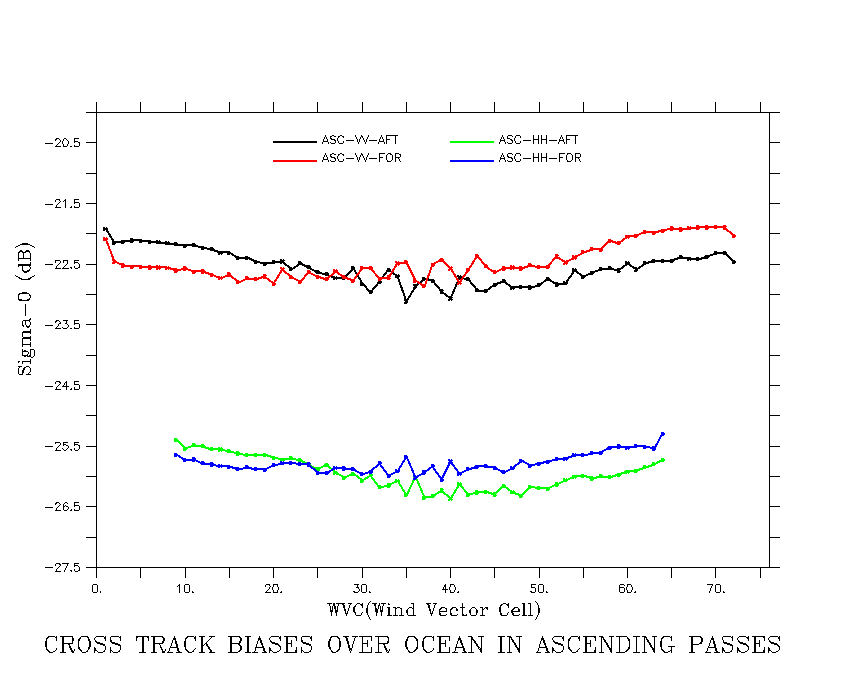 -20.5
ASC-VV-AFT ASC-HH-AFT
ASC-VV-FOR ASC-HH-FOR
-21.5
-22.5
-23.5
-24.5
-25.5
-26.5
-27.5
Sigma-0 (dB)
0. 10. 20. 30. 40. 50. 60. 70.
WVC(Wind Vector Cell)
CROSS TRACK BIASES OVER OCEAN IN ASCENDING PASSES